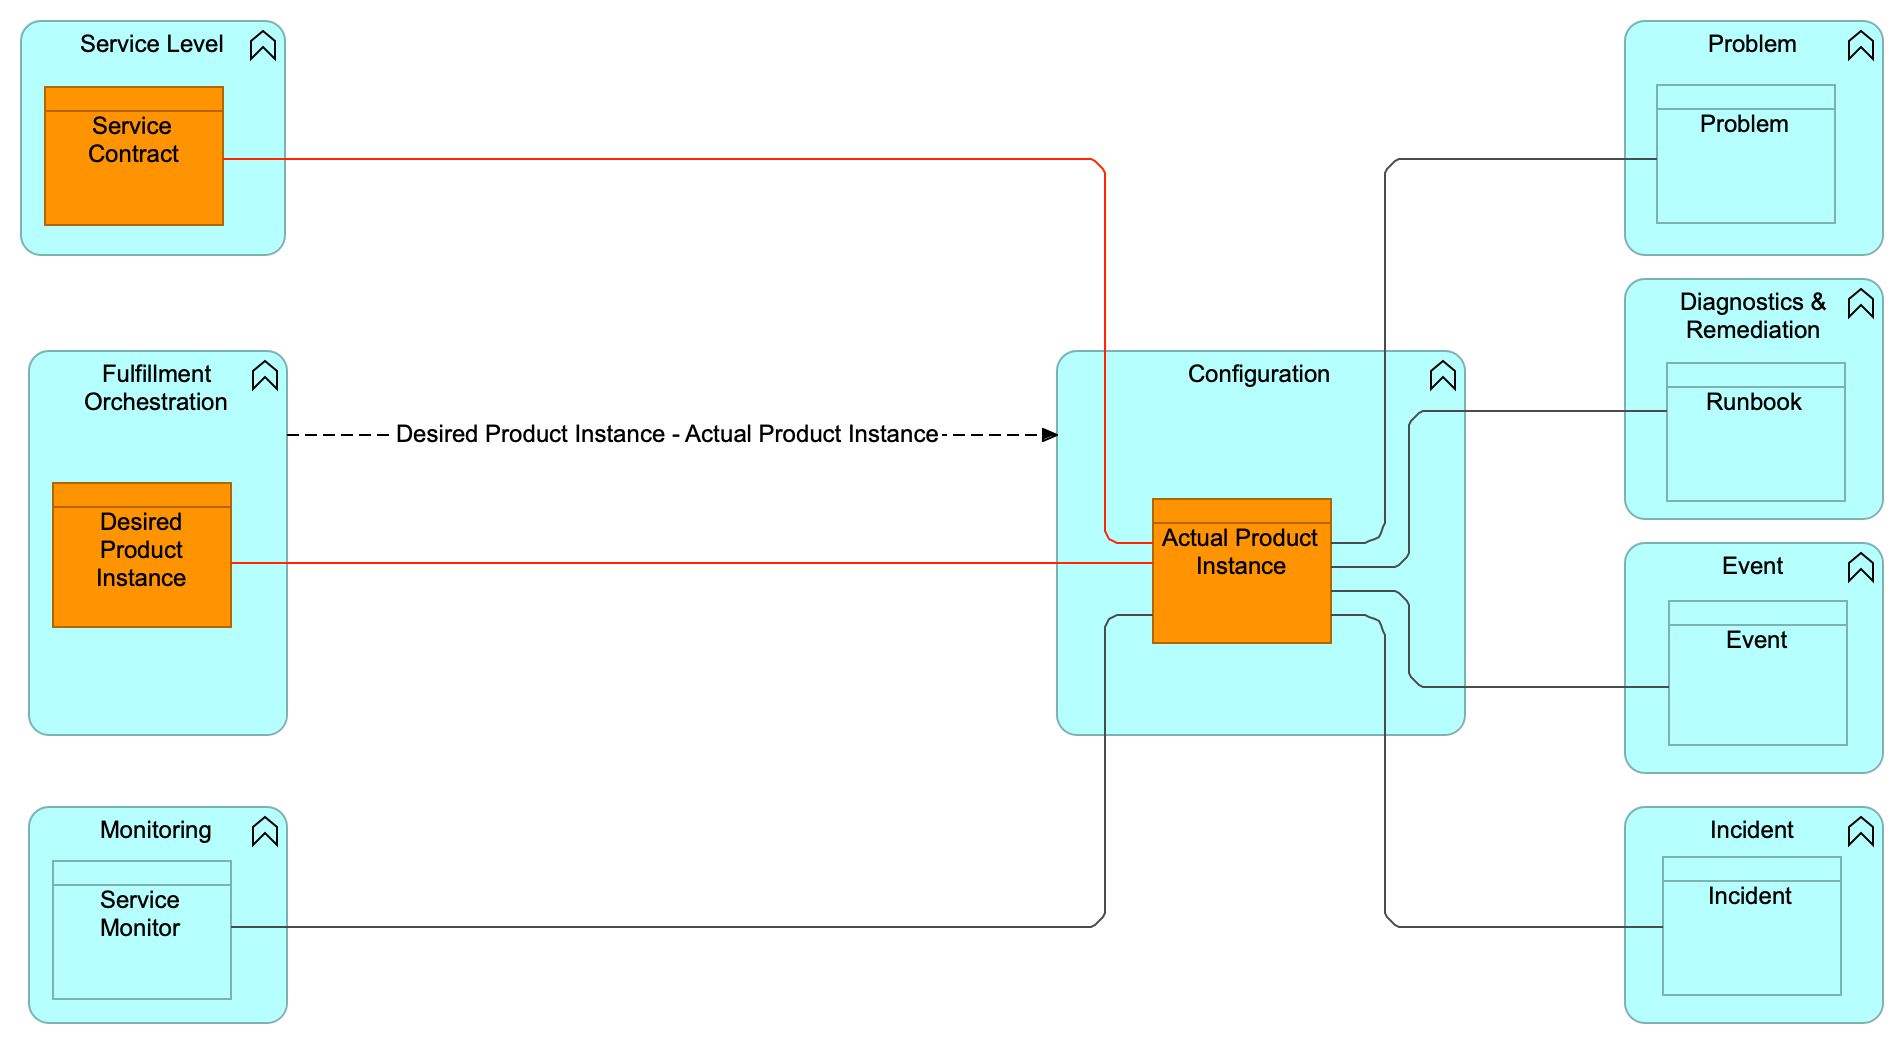 Service Level
Service
Contract
Problem
Problem
Diagnostics &
Remediation
Runbook
Fulfillment
Orchestration
Desired Product Instance - Actual Product Instance
Desired
Product
Instance
Configuration
Actual Product
Instance
Event
Event
Monitoring
Service
Monitor
Incident
Incident